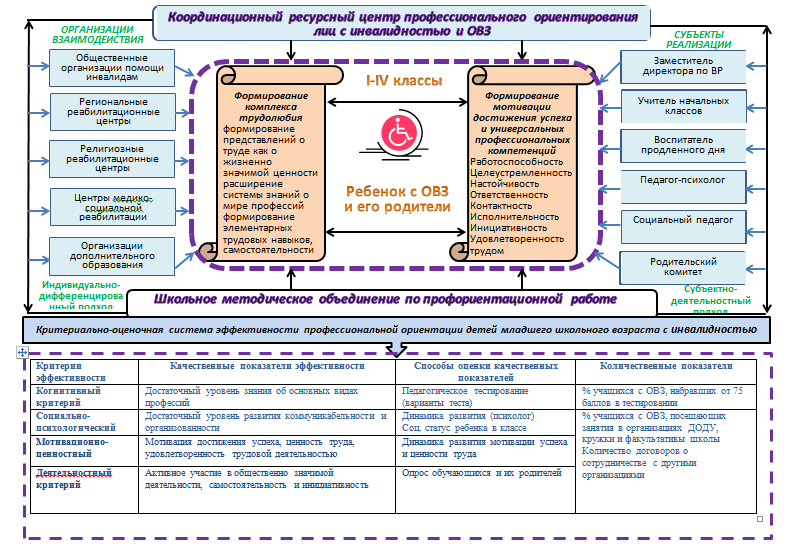 Координационный ресурсный центр профессионального ориентирования
лиц с инвалидностью и ОВЗ
ОРГАНИЗАЦИИ
ВЗАИМОДЕЙСТВИЯ
Общественные
организации помощи
инвалидам
Региональные
реабилитационные
центры
Религиозные
реабилитационные
центры
Центры медико-
социальной
реабилитации
Организации
дополнительного
образования
Индивидуально-
дифференцирова
нный подход
Формирование
комплекса
трудолюбия
формирование
представлений о
труде как о
жизненно
значимой ценности
расширение
системы знаний о
мире профессий
формирование
элементарных
трудовых навыков,
самостоятельности
I-IV классы
Ребенок с ОВЗ
и его родители
Формирование
мотивации
достижения успеха
и универсальных
профессиональных
компетенций
Работоспособность
Целеустремленность
Настойчивость
Ответственность
Контактность
Исполнительность
Инициативность
Удовлетворенность
трудом
СУБЪЕКТЫ
РЕАЛИЗАЦИИ
Заместитель
директора по ВР
Учитель начальных
классов
Воспитатель
продленного дня
Педагог-психолог
Социальный педагог
Родительский
комитет
Субъектно-
деятельностный
подход
Школьное методическое объединение по профориентационной работе
Критериально-оценочная система эффективности профессиональной ориентации детей младшего школьного возраста с инвалидностью
Критерии
эффективности
Качественные показатели эффективности
Способы оценки качественных
показателей
Количественные показатели
Когнитивный
критерий
Достаточный уровень знания об основных видах
профессий
Педагогическое тестирование
(варианты теста)
% учащихся с ОВЗ, набравших от 75
баллов в тестировании
Социально-
психологический
Достаточный уровень развития коммуникабельности и
организованности
Динамика развития (психолог)
Соц. статус ребенка в классе
% учащихся с ОВЗ, посещающих
занятия в организациях ДОДУ,
кружки и факультативы школы
Количество договоров о
сотрудничестве с другими
организациями
Мотивационно-
ценностный
Мотивация достижения успеха, ценность труда,
удовлетворенность трудовой деятельностью
Динамика развития мотивации успеха
и ценности труда
Деятельностный
критерий
Активное участие в общественно значимой
деятельности, самостоятельность и инициативность
Опрос обучающихся и их родителей